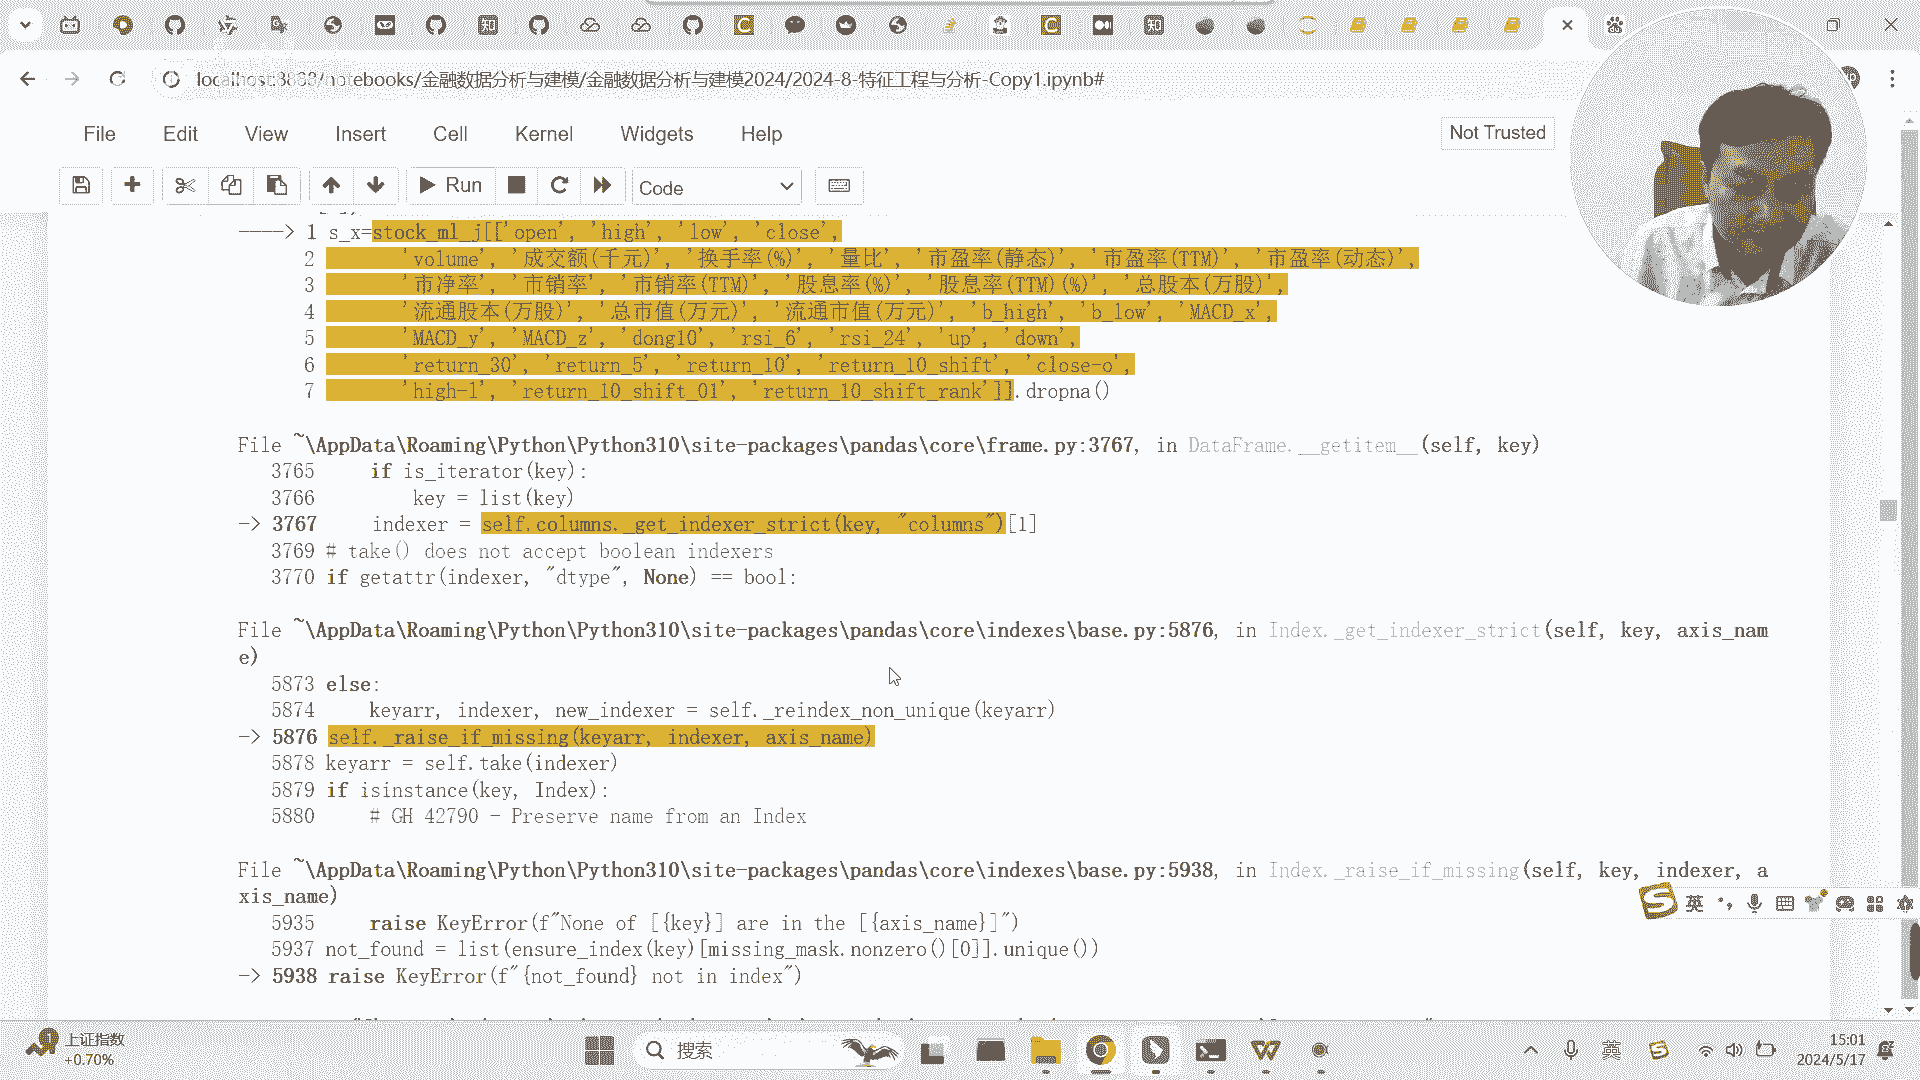 localhost:8888/notebooks/金融数据分析与建模/金融数据分析与建模2024/2024-8-特征工程与分析-Copy1.ipynb#
File Edit View Insert Cell Kernel Widgets Help
Not Trusted
Run
Code
----> 1 s_x=stock_ml_j[['open', 'high', 'low', 'close',
2 'volume', '成交额(千元)', '换手率(%)', '量比', '市盈率(静态)', '市盈率(TTM)', '市盈率(动态)',
3 '市净率', '市销率', '市销率(TTM)', '股息率(%)', '股息率(TTM)(%)', '总股本(万股)',
4 '流通股本(万股)', '总市值(万元)', '流通市值(万元)', 'b_high', 'b_low', 'MACD_x',
5 'MACD_y', 'MACD_z', 'dong10', 'rsi_6', 'rsi_24', 'up', 'down',
6 'return_30', 'return_5', 'return_10', 'return_10_shift', 'close-o',
7 'high-l', 'return_10_shift_01', 'return_10_shift_rank']].dropna()
File ~\AppData\Roaming\Python\Python310\site-packages\pandas\core\frame.py:3767, in DataFrame.__getitem__(self, key)
3765 if is_iterator(key):
3766 key = list(key)
-> 3767 indexer = self.columns._get_indexer_strict(key, "columns")[1]
3769 # take() does not accept boolean indexers
3770 if getattr(indexer, "dtype", None) == bool:
File ~\AppData\Roaming\Python\Python310\site-packages\pandas\core\indexes\base.py:5876, in Index._get_indexer_strict(self, key, axis_nam
e)
5873 else:
5874 keyarr, indexer, new_indexer = self._reindex_non_unique(keyarr)
-> 5876 self._raise_if_missing(keyarr, indexer, axis_name)
5878 keyarr = self.take(indexer)
5879 if isinstance(key, Index):
5880 # GH 42790 - Preserve name from an Index
File ~\AppData\Roaming\Python\Python310\site-packages\pandas\core\indexes\base.py:5938, in Index._raise_if_missing(self, key, indexer, a
xis_name)
5935 raise KeyError(f"None of [{key}] are in the [{axis_name}]")
5937 not_found = list(ensure_index(key)[missing_mask.nonzero()[0]].unique())
-> 5938 raise KeyError(f"{not_found} not in index")
英
上证指数
+0.70%
搜索
英
15:01
2024/5/17